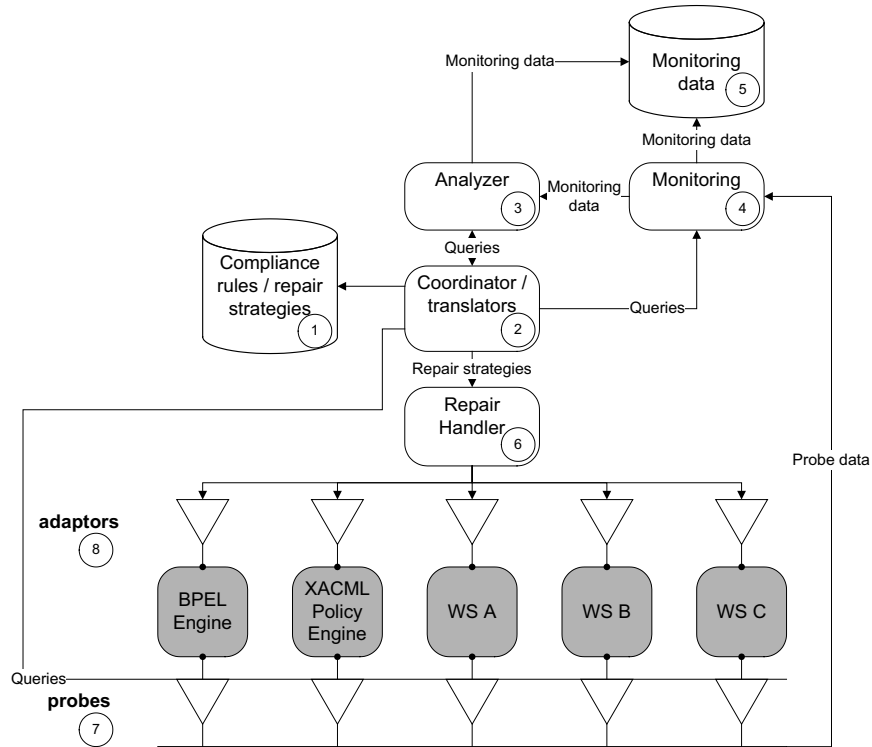 Monitoring data
Monitoring
data
5
Monitoring data
Analyzer
3
Monitoring
data
Monitoring
4
Queries
Compliance
rules / repair
strategies
1
Coordinator /
translators
2
Queries
Repair strategies
Repair
Handler
6
Probe data
adaptors
8
BPEL
Engine
XACML
Policy
Engine
WS A
WS B
WS C
Queries
probes
7